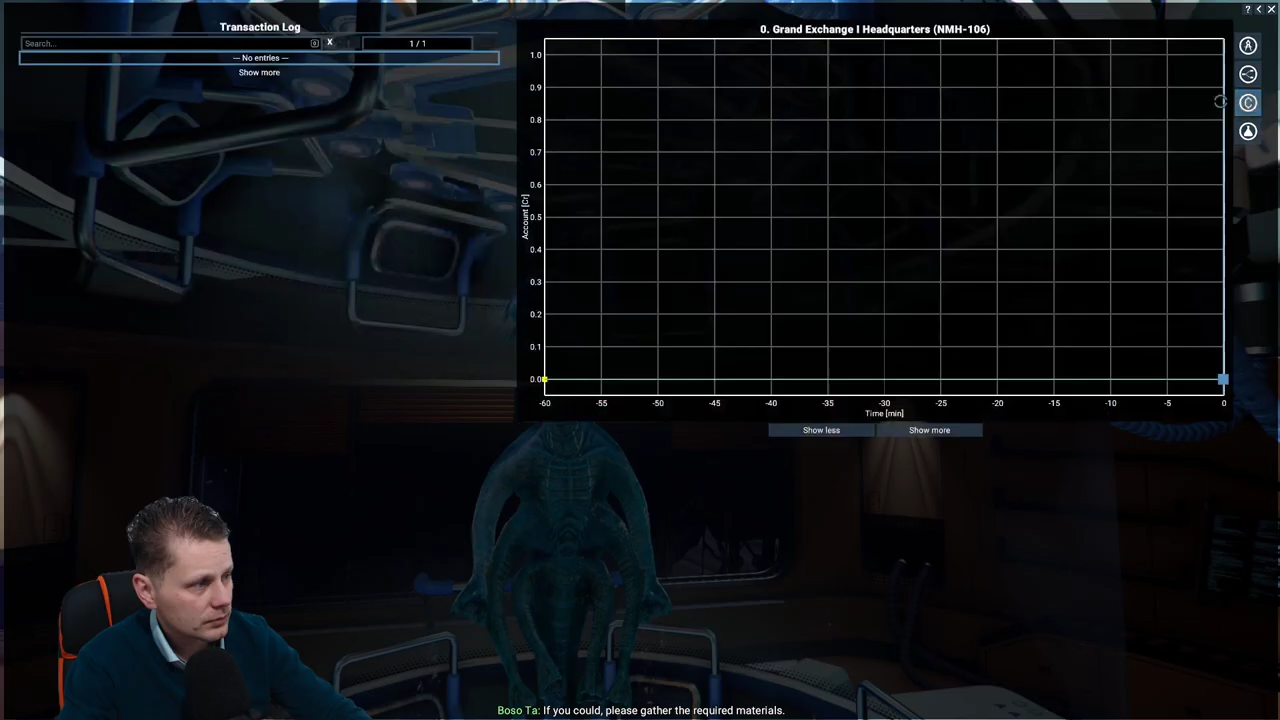 ? < X
Transaction Log
Search...
X
1 / 1
— No entries —
Show more
0. Grand Exchange I Headquarters (NMH-106)
1.0
0.9
0.8
0.7
0.6
0.5
0.4
0.3
0.2
0.1
0.0
Account [Cr]
-60 -55 -50 -45 -40 -35 -30 -25 -20 -15 -10 -5 0
Time [min]
Show less Show more
Boso Ta: If you could, please gather the required materials.